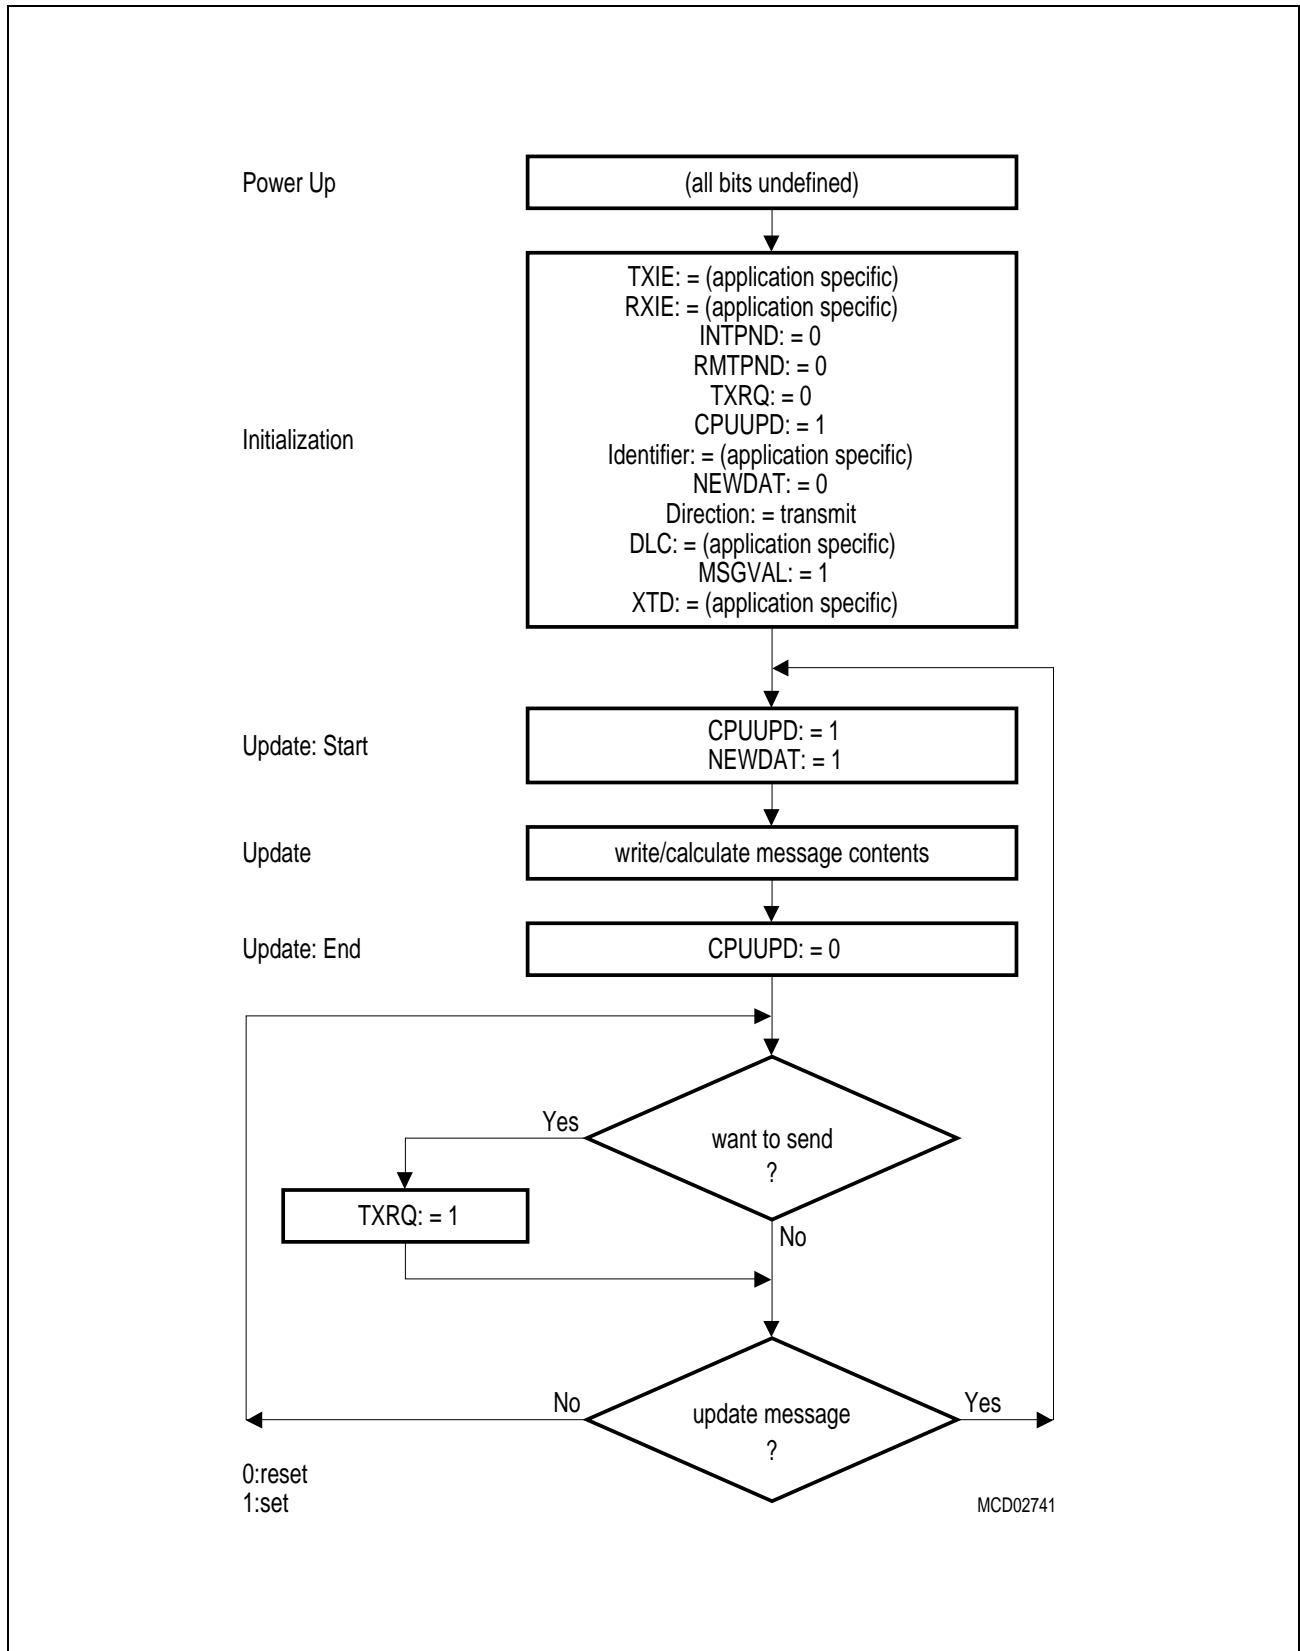 Power Up
(all bits undefined)
Initialization
TXIE: = (application specific)
RXIE: = (application specific)
INTPND: = 0
RMTPND: = 0
TXRQ: = 0
CPUUPD: = 1
Identifier: = (application specific)
NEWDAT: = 0
Direction: = transmit
DLC: = (application specific)
MSGVAL: = 1
XTD: = (application specific)
Update: Start
CPUUPD: = 1
NEWDAT: = 1
Update
write/calculate message contents
Update: End
CPUUPD: = 0
want to send
?
Yes
TXRQ: = 1
No
update message
?
No
Yes
0:reset
1:set
MCD02741